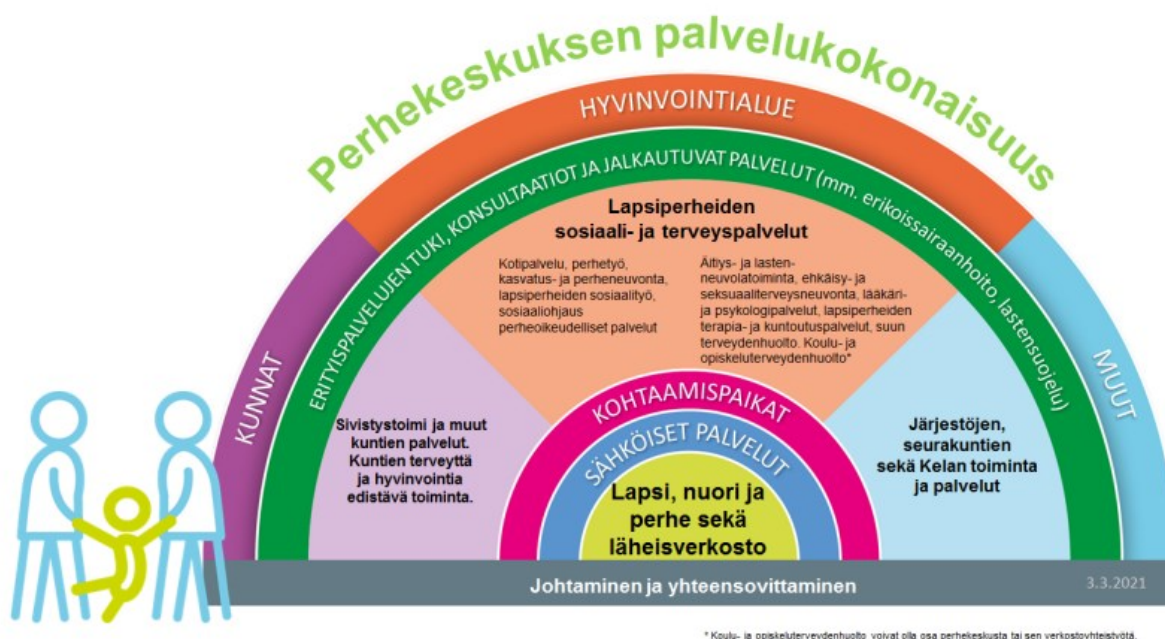 Perhekeskuksen palvelukokonaisuus
HYVINVOINTIALUE
KUNNAT
MUUT
ERITYISPALVELUJEN TUKI, KONSULTAATIOT JA JALKAUTUVAT PALVELUT (mm. erikoissairaanhoito, lastensuojelu)
Lapsiperheiden
sosiaali- ja terveyspalvelut
Kotipalvelu, perhetyö,
kasvatus- ja perheneuvonta,
lapsiperheiden sosiaalityö,
sosiaaliohjaus
perheoikeudelliset palvelut
Äitiys- ja lasten-
neuvolatoiminta, ehkäisy- ja
seksuaaliterveysneuvonta, lääkäri-
ja psykologipalvelut, lapsiperheiden
terapia- ja kuntoutuspalvelut, suun
terveydenhuolto. Koulu- ja
opiskeluterveydenhuolto*
Sivistystoimi ja muut
kuntien palvelut.
Kuntien terveyttä
ja hyvinvointia
edistävä toiminta.
Järjestöjen,
seurakuntien
sekä Kelan toiminta
ja palvelut
KOHTAAMISPAIKAT
SÄHKÖISET PALVELUT
Lapsi, nuori ja
perhe sekä
läheisverkosto
Johtaminen ja yhteensovittaminen
3.3.2021
* Koulu- ja opiskeluterveydenhuolto voivat olla osa perhekeskusta tai sen verkostoyhteistyötä.